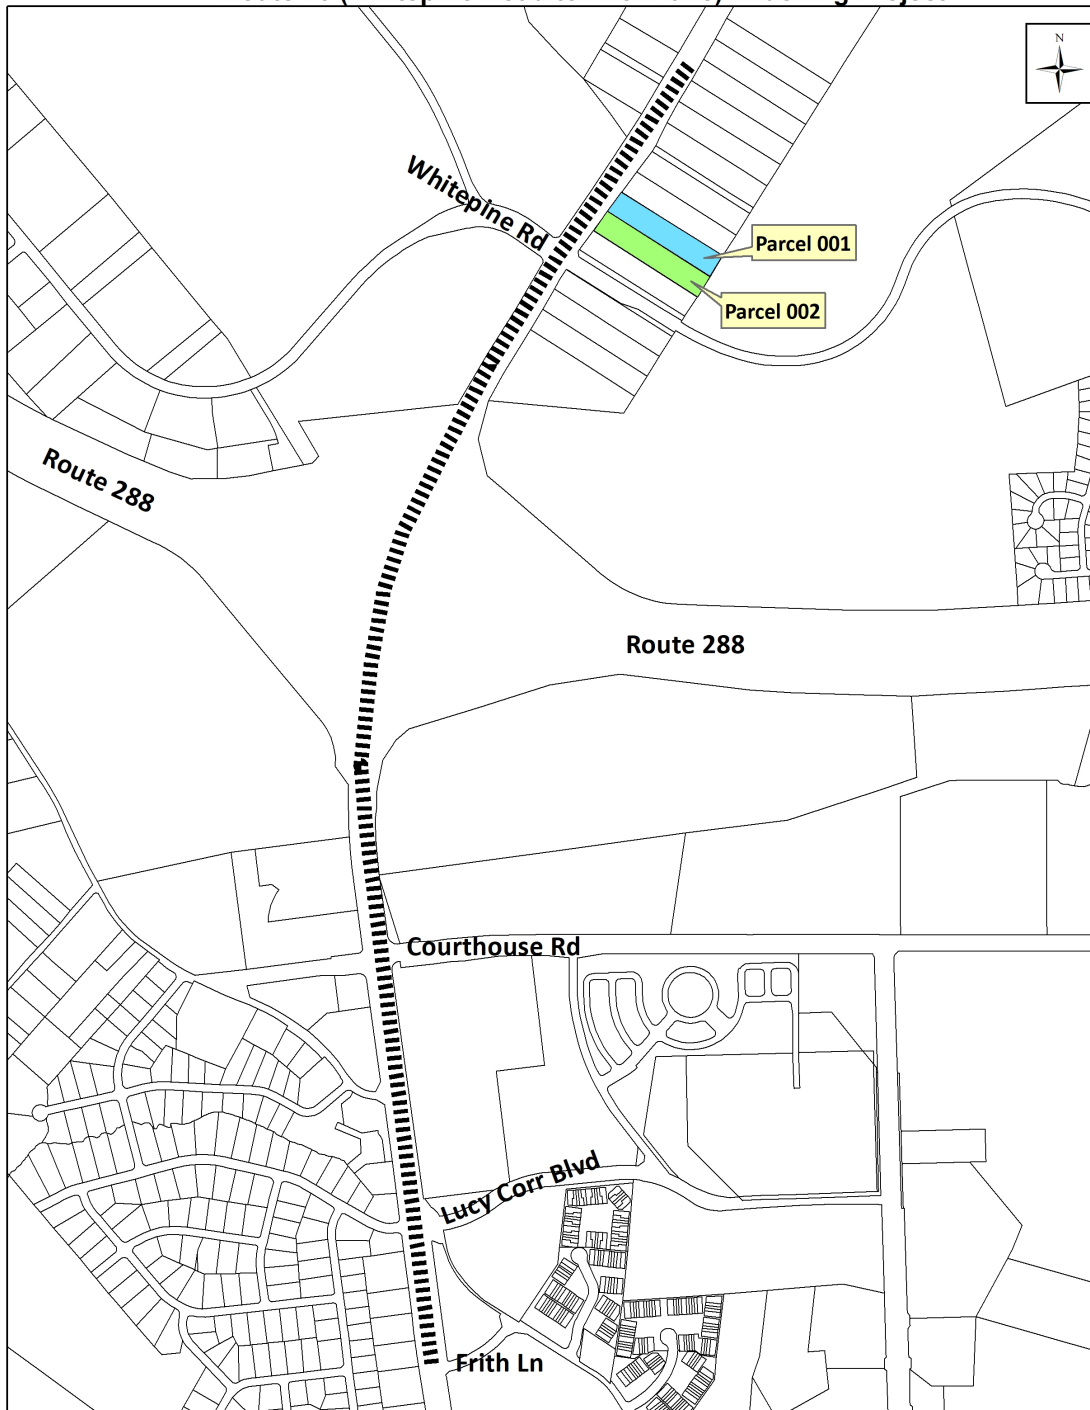 N
Whitepine Rd
Parcel 001
Parcel 002
Route 288
Route 288
Courthouse Rd
Lucy Corr Blvd
Frith Ln